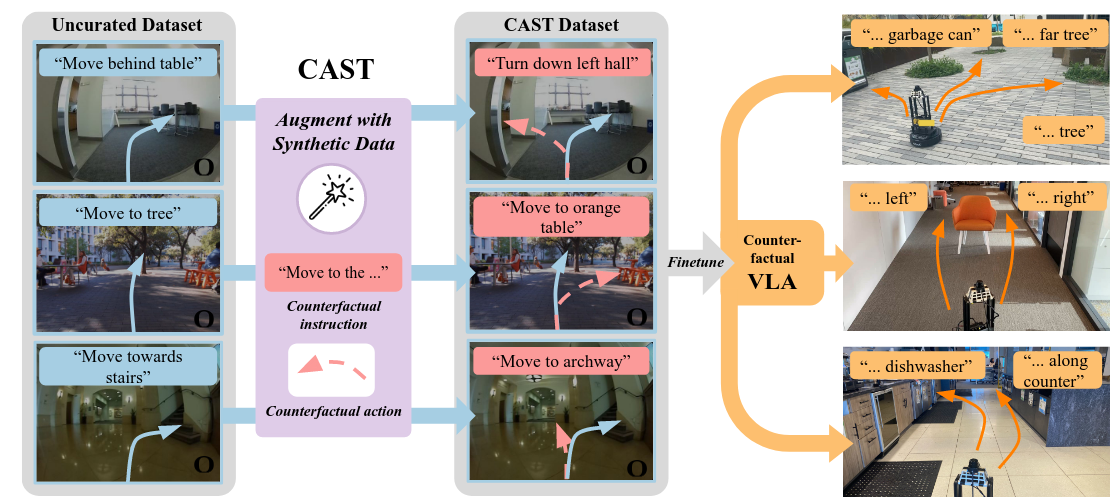 Uncurated Dataset
“Move behind table”
O
“Move to tree”
O
“Move towards
stairs”
O
CAST
Augment with
Synthetic Data
“Move to the ...”
Counterfactual
instruction
Counterfactual action
CAST Dataset
“Turn down left hall”
O
“Move to orange
table”
O
“Move to archway”
O
Finetune
Counter-
factual
VLA
“... garbage can”
“... far tree”
“... tree”
“... left”
“... right”
“... dishwasher”
“... along
counter”